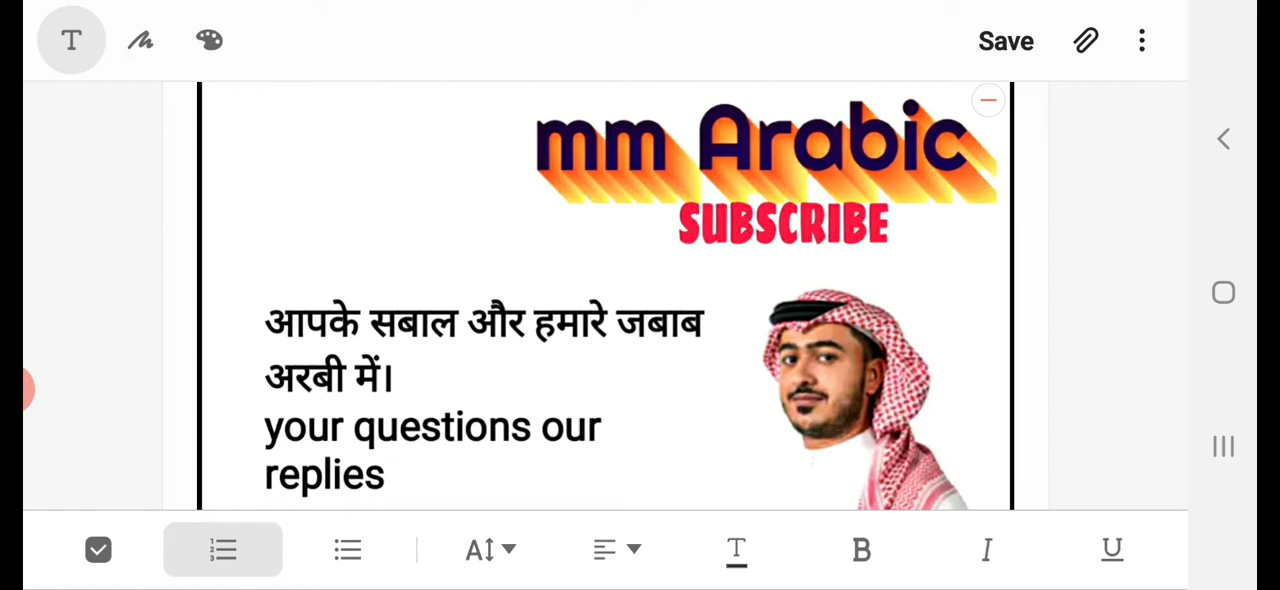 T
Save
mm Arabic
SUBSCRIBE
आपके सबाल और हमारे जबाब
अरबी में।
your questions our
replies
A T B I U